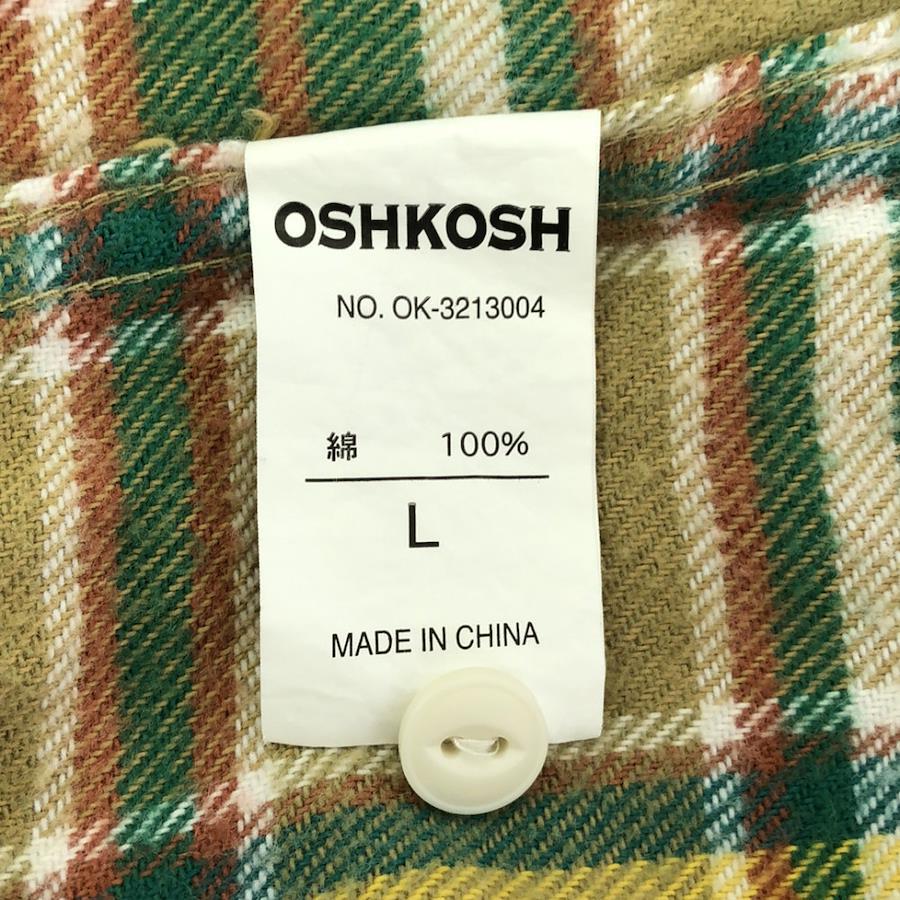 OSHKOSH
NO. OK-3213004
綿 100%
L
MADE IN CHINA